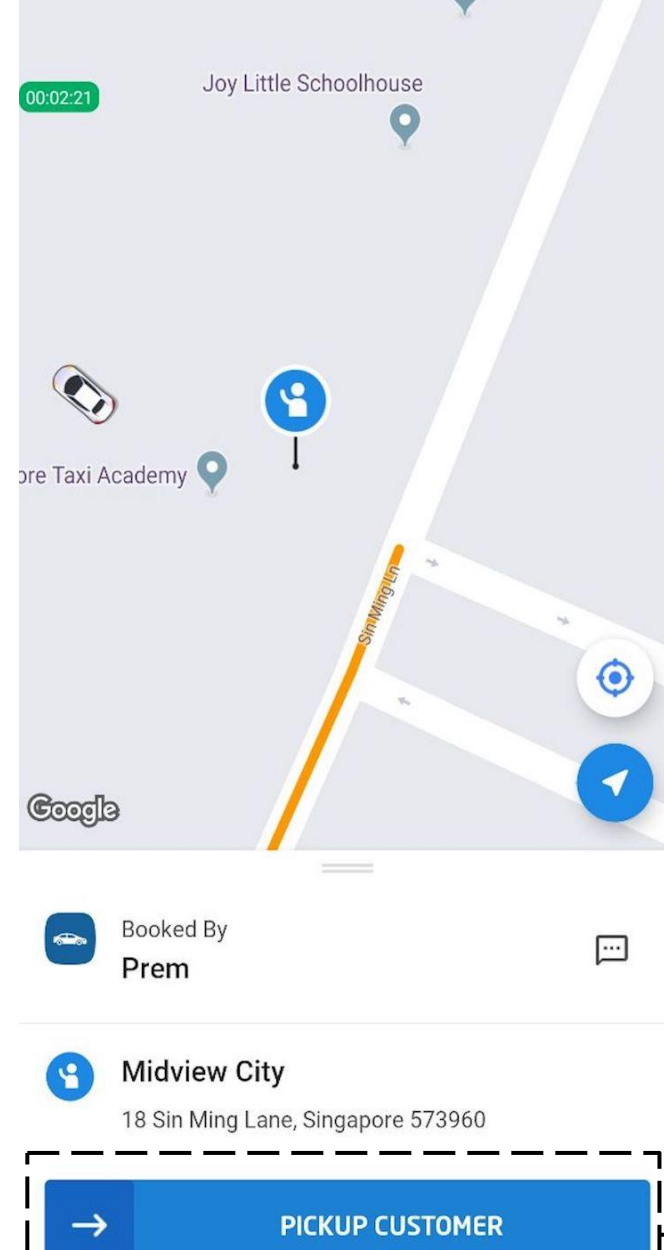 Joy Little Schoolhouse
00:02:21
ore Taxi Academy
Sin Ming Ln
Google
Booked By
Prem
Midview City
18 Sin Ming Lane, Singapore 573960
PICKUP CUSTOMER